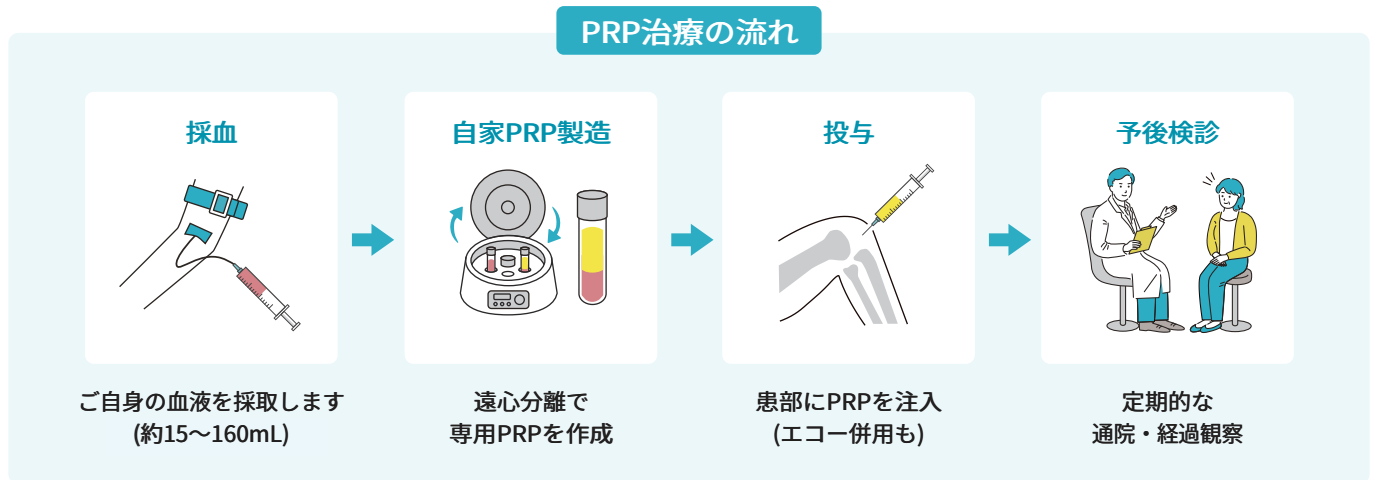 PRP治療の流れ
採血
自家PRP製造
投与
予後検診
ご自身の血液を採取します
(約15〜160mL)
遠心分離で
専用PRPを作成
患部にPRPを注入
(エコー併用も)
定期的な
通院・経過観察